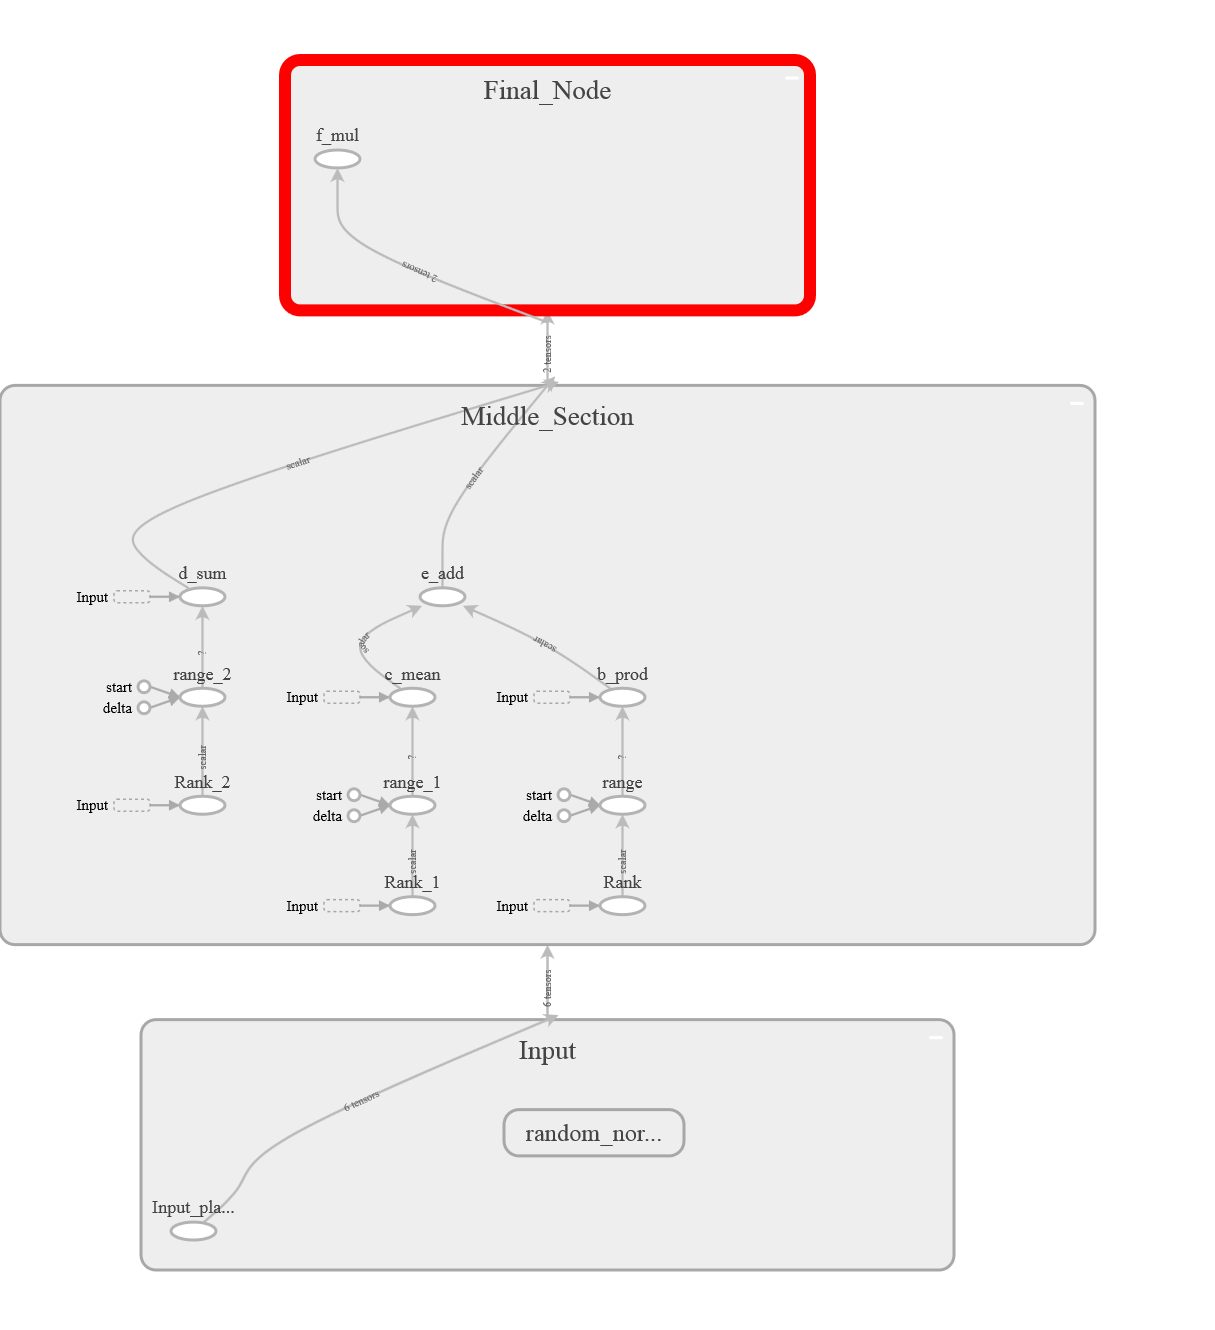 Final_Node
f_mul
2 tensors
2 tensors
Middle_Section
scalar
scalar
d_sum
e_add
Input
scalar
scalar
?
range_2
c_mean
b_prod
start
delta
Input
Input
scalar
?
?
Rank_2
range_1
range
Input
start
delta
start
delta
scalar
scalar
Rank_1
Rank
Input
Input
6 tensors
Input
6 tensors
random_nor...
Input_pla...